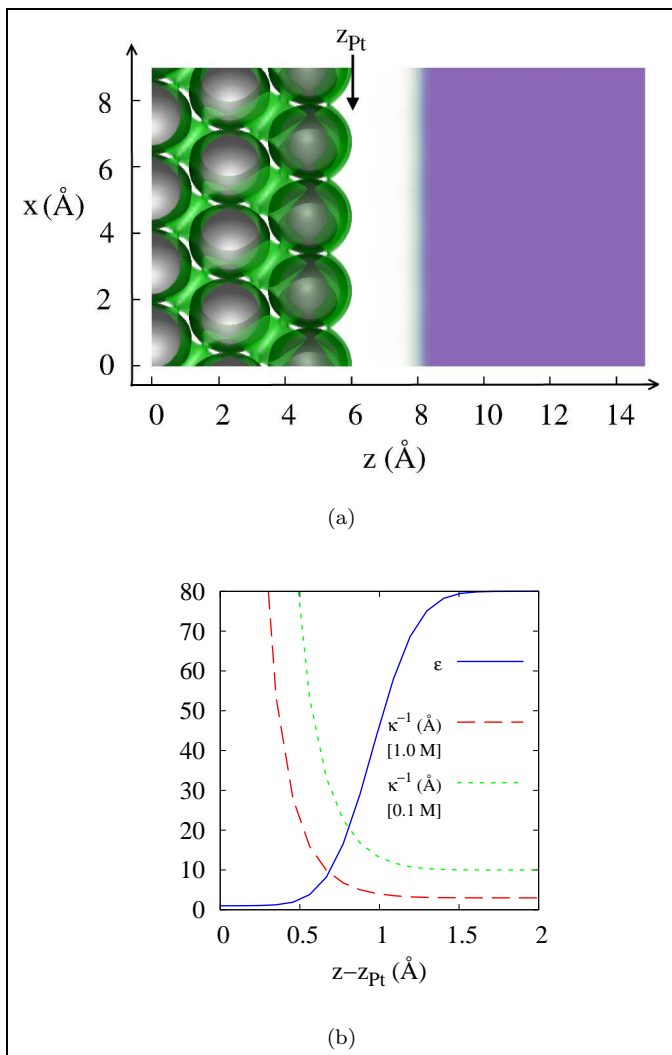 z_Pt
x (Å)
8
6
4
2
0
0 2 4 6 8 10 12 14
z (Å)
(a)
80
70
60
50
40
30
20
10
0
ε
κ⁻¹ (Å)
[1.0 M]
κ⁻¹ (Å)
[0.1 M]
0 0.5 1 1.5 2
z−z_Pt (Å)
(b)